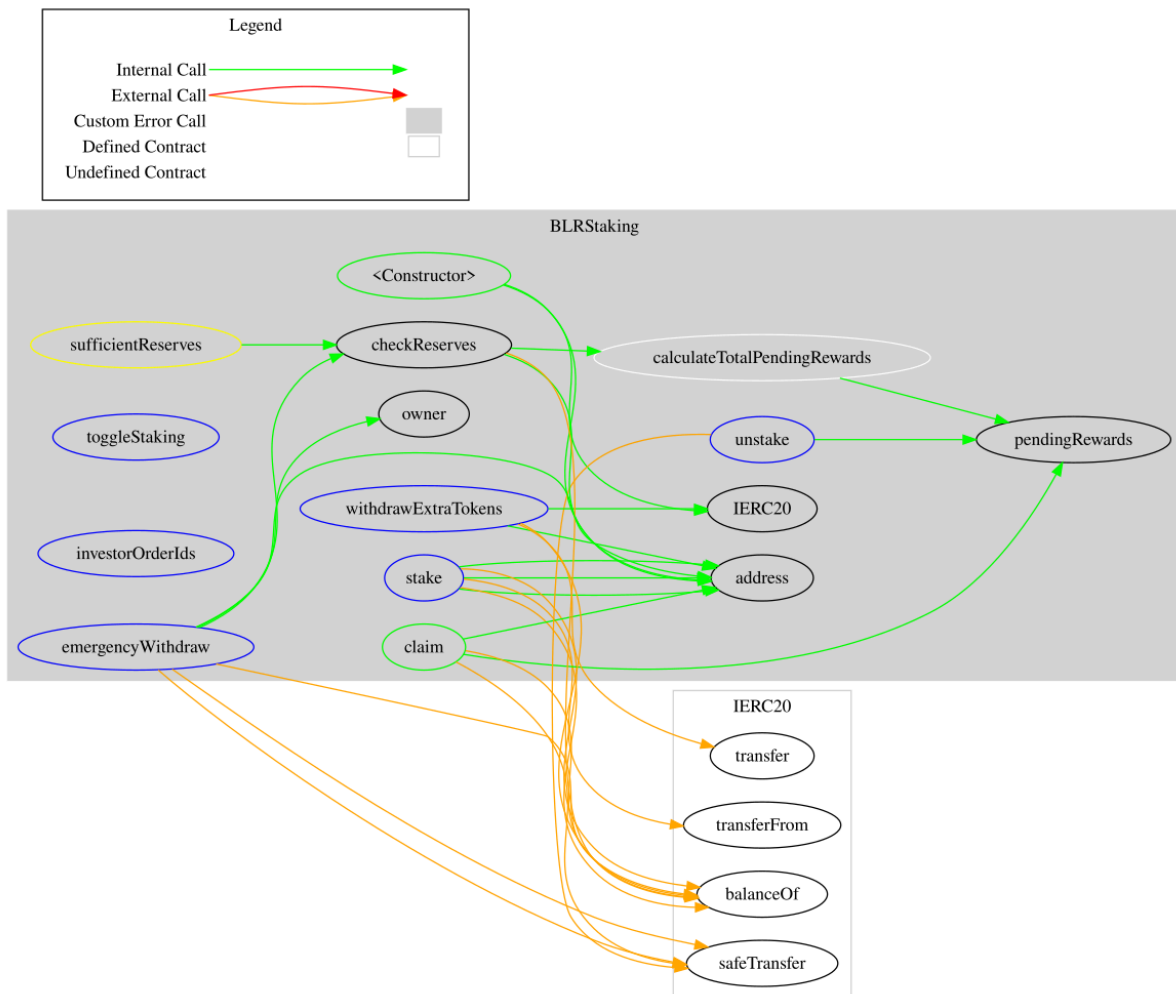 Legend
Internal Call
External Call
Custom Error Call
Defined Contract
Undefined Contract
BLRStaking
<Constructor>
sufficientReserves
checkReserves
calculateTotalPendingRewards
owner
toggleStaking
unstake
pendingRewards
withdrawExtraTokens
IERC20
investorOrderIds
stake
address
emergencyWithdraw
claim
IERC20
transfer
transferFrom
balanceOf
safeTransfer